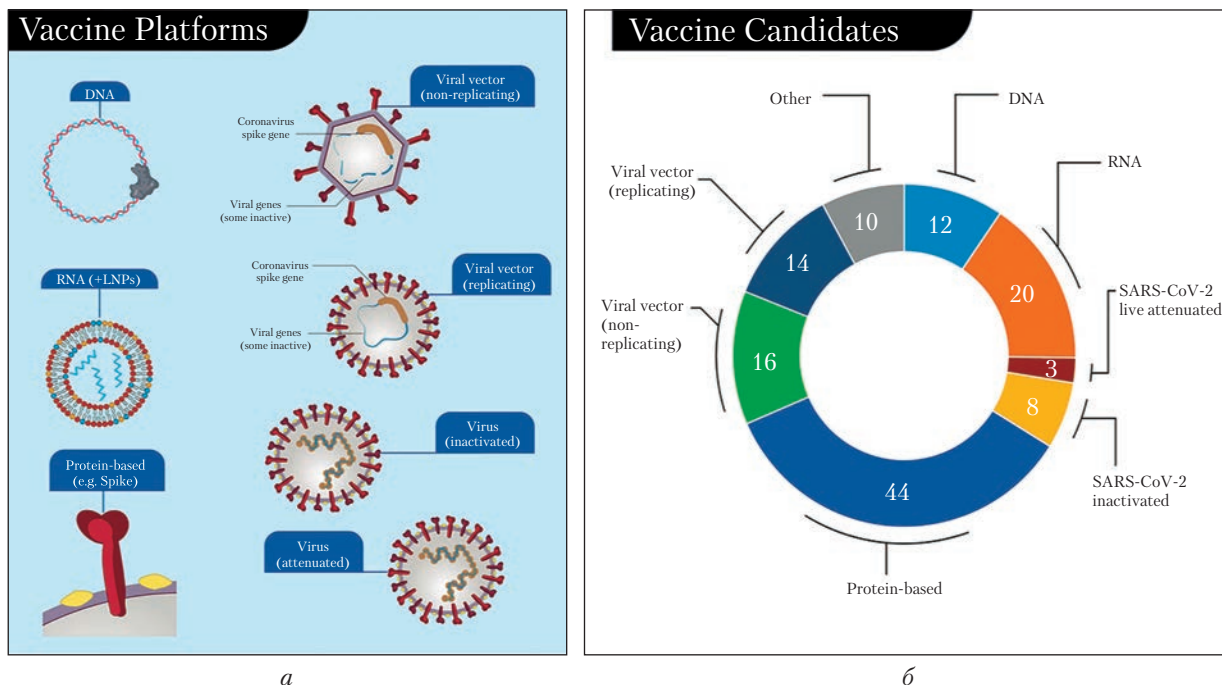 Vaccine Platforms
DNA
RNA (+LNPs)
Protein-based
(e.g. Spike)
Viral vector
(non-replicating)
Coronavirus
spike gene
Viral genes
(some inactive)
Viral vector
(replicating)
Coronavirus
spike gene
Viral genes
(some inactive)
Virus
(inactivated)
Virus
(attenuated)
а
Vaccine Candidates
Other
DNA
RNA
Viral vector
(replicating)
10
12
14
20
SARS-CoV-2
live attenuated
Viral vector
(non-
replicating)
16
3
8
SARS-CoV-2
inactivated
44
Protein-based
б